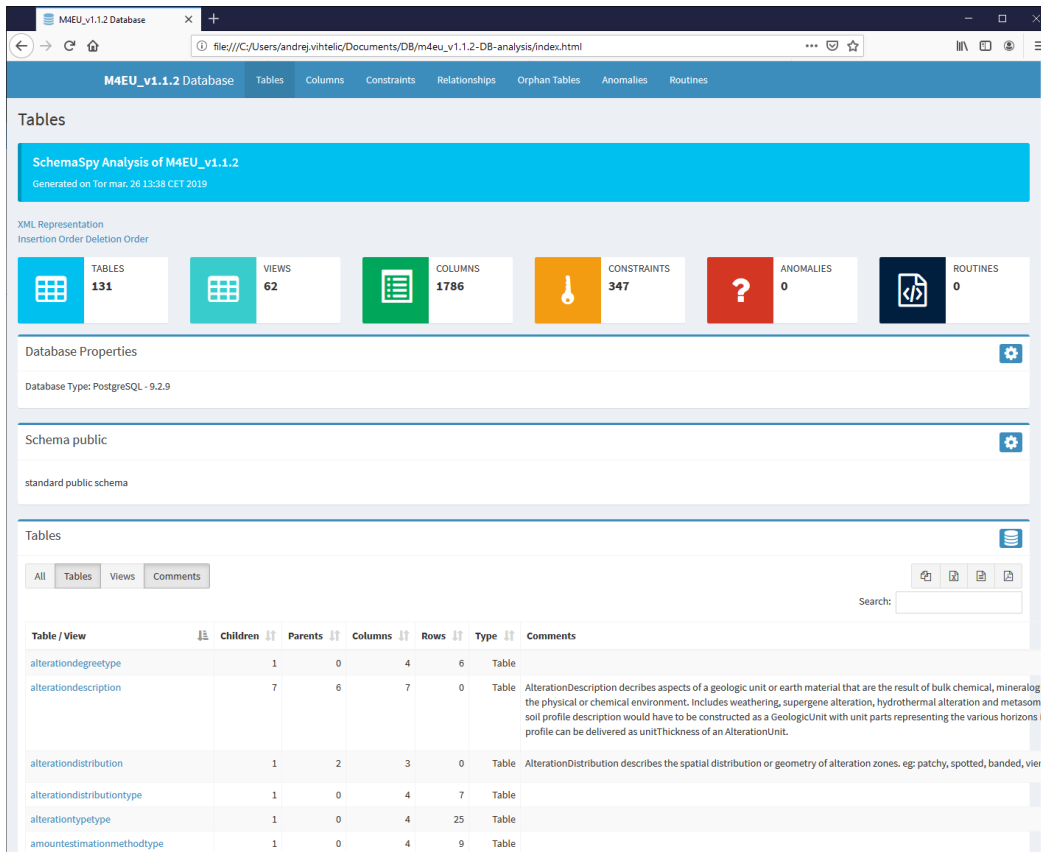 M4EU_v1.1.2 Database
file:///C:/Users/andrej.vihtelic/Documents/DB/m4eu_v1.1.2-DB-analysis/index.html
M4EU_v1.1.2 Database Tables Columns Constraints Relationships Orphan Tables Anomalies Routines
Tables
SchemaSpy Analysis of M4EU_v1.1.2
Generated on Tor mar. 26 13:38 CET 2019
XML Representation
Insertion Order Deletion Order
TABLES VIEWS COLUMNS CONSTRAINTS ANOMALIES ROUTINES
131 62 1786 347 0 0
Database Properties
Database Type: PostgreSQL - 9.2.9
Schema public
standard public schema
Tables
All Tables Views Comments
Search:
Table / View Children Parents Columns Rows Type Comments
alterationdegreetype 1 0 4 6 Table
alterationdescription 7 6 7 0 Table AlterationDescription decribes aspects of a geologic unit or earth material that are the result of bulk chemical, mineralog
the physical or chemical environment. Includes weathering, supergene alteration, hydrothermal alteration and metasom
soil profile description would have to be constructed as a GeologicUnit with unit parts representing the various horizons i
profile can be delivered as unitThickness of an AlterationUnit.
alterationdistribution 1 2 3 0 Table AlterationDistribution describes the spatial distribution or geometry of alteration zones. eg: patchy, spotted, banded, vier
alterationdistributiontype 1 0 4 7 Table
alterationtypetype 1 0 4 25 Table
amountestimationmethodtype 1 0 4 9 Table